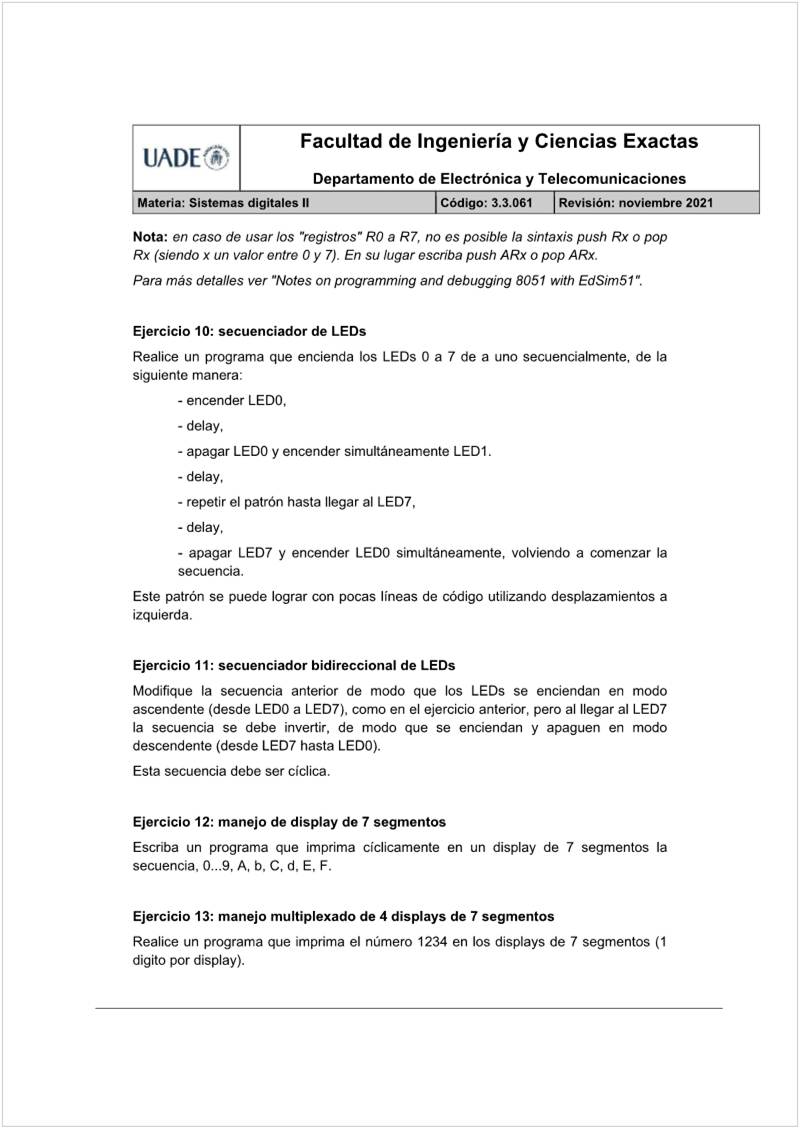 UADE
Facultad de Ingeniería y Ciencias Exactas
Departamento de Electrónica y Telecomunicaciones
Materia: Sistemas digitales II
Código: 3.3.061
Revisión: noviembre 2021
Nota: en caso de usar los "registros" R0 a R7, no es posible la sintaxis push Rx o pop
Rx (siendo x un valor entre 0 y 7). En su lugar escriba push ARx o pop ARx.
Para más detalles ver "Notes on programming and debugging 8051 with EdSim51".
Ejercicio 10: secuenciador de LEDs
Realice un programa que encienda los LEDs 0 a 7 de a uno secuencialmente, de la
siguiente manera:
- encender LED0,
- delay,
- apagar LED0 y encender simultáneamente LED1.
- delay,
- repetir el patrón hasta llegar al LED7,
- delay,
- apagar LED7 y encender LED0 simultáneamente, volviendo a comenzar la
secuencia.
Este patrón se puede lograr con pocas líneas de código utilizando desplazamientos a
izquierda.
Ejercicio 11: secuenciador bidireccional de LEDs
Modifique la secuencia anterior de modo que los LEDs se enciendan en modo
ascendente (desde LED0 a LED7), como en el ejercicio anterior, pero al llegar al LED7
la secuencia se debe invertir, de modo que se enciendan y apaguen en modo
descendente (desde LED7 hasta LED0).
Esta secuencia debe ser cíclica.
Ejercicio 12: manejo de display de 7 segmentos
Escriba un programa que imprima cíclicamente en un display de 7 segmentos la
secuencia, 0...9, A, b, C, d, E, F.
Ejercicio 13: manejo multiplexado de 4 displays de 7 segmentos
Realice un programa que imprima el número 1234 en los displays de 7 segmentos (1
digito por display).